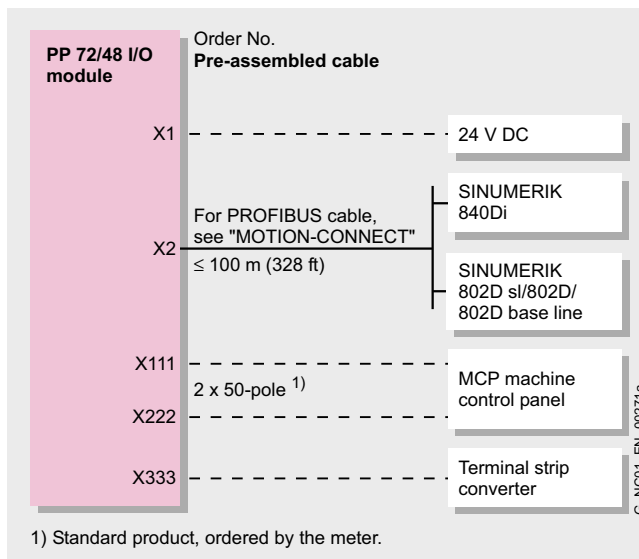 PP 72/48 I/O
module
Order No.
Pre-assembled cable
X1
24 V DC
SINUMERIK
840Di
For PROFIBUS cable,
see "MOTION-CONNECT"
X2
≤ 100 m (328 ft)
SINUMERIK
802D sl/802D/
802D base line
X111
2 x 50-pole 1)
MCP machine
control panel
X222
X333
Terminal strip
converter
1) Standard product, ordered by the meter.